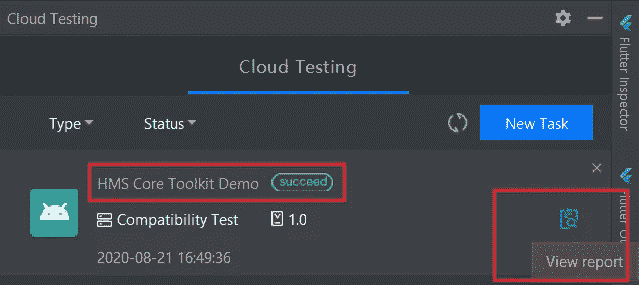 Cloud Testing
Cloud Testing
Type
Status
New Task
HMS Core Toolkit Demo
succeed
Compatibility Test
1.0
2020-08-21 16:49:36
View report
Flutter Inspector
Flutter